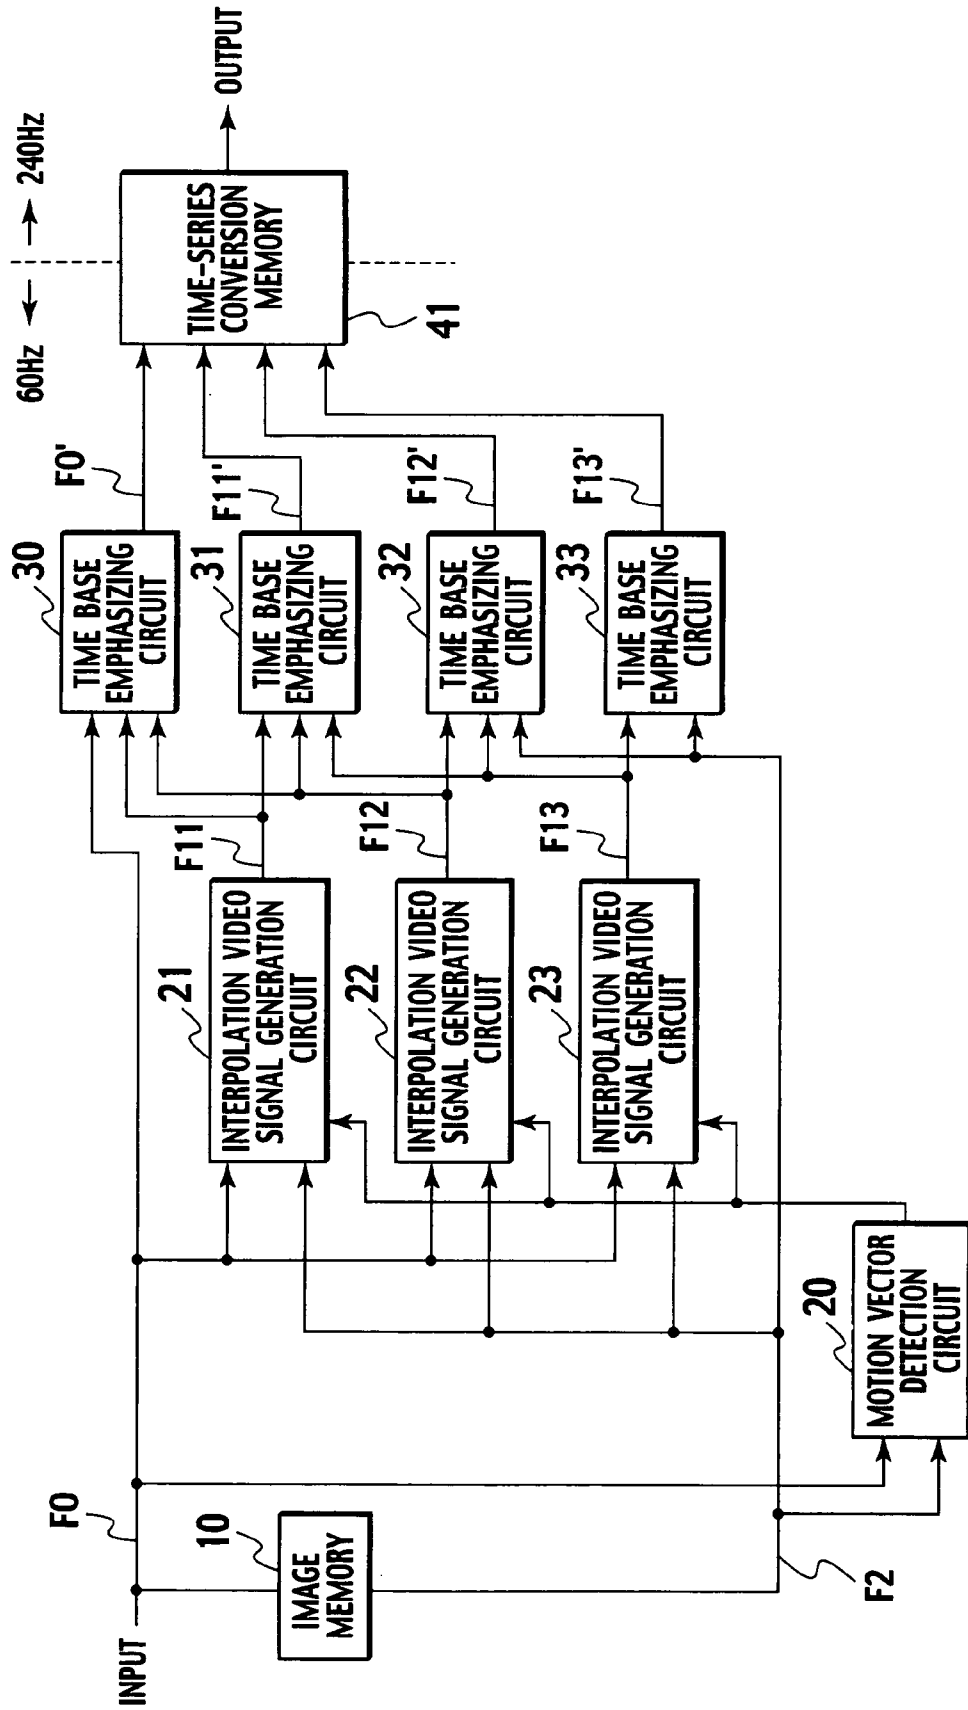 60Hz
240Hz
INPUT
F0
10
IMAGE
MEMORY
F2
20
MOTION VECTOR
DETECTION
CIRCUIT
21
INTERPOLATION VIDEO
SIGNAL GENERATION
CIRCUIT
F11
22
INTERPOLATION VIDEO
SIGNAL GENERATION
CIRCUIT
F12
23
INTERPOLATION VIDEO
SIGNAL GENERATION
CIRCUIT
F13
30
TIME BASE
EMPHASIZING
CIRCUIT
F0'
31
TIME BASE
EMPHASIZING
CIRCUIT
F11'
32
TIME BASE
EMPHASIZING
CIRCUIT
F12'
33
TIME BASE
EMPHASIZING
CIRCUIT
F13'
TIME-SERIES
CONVERSION
MEMORY
41
OUTPUT